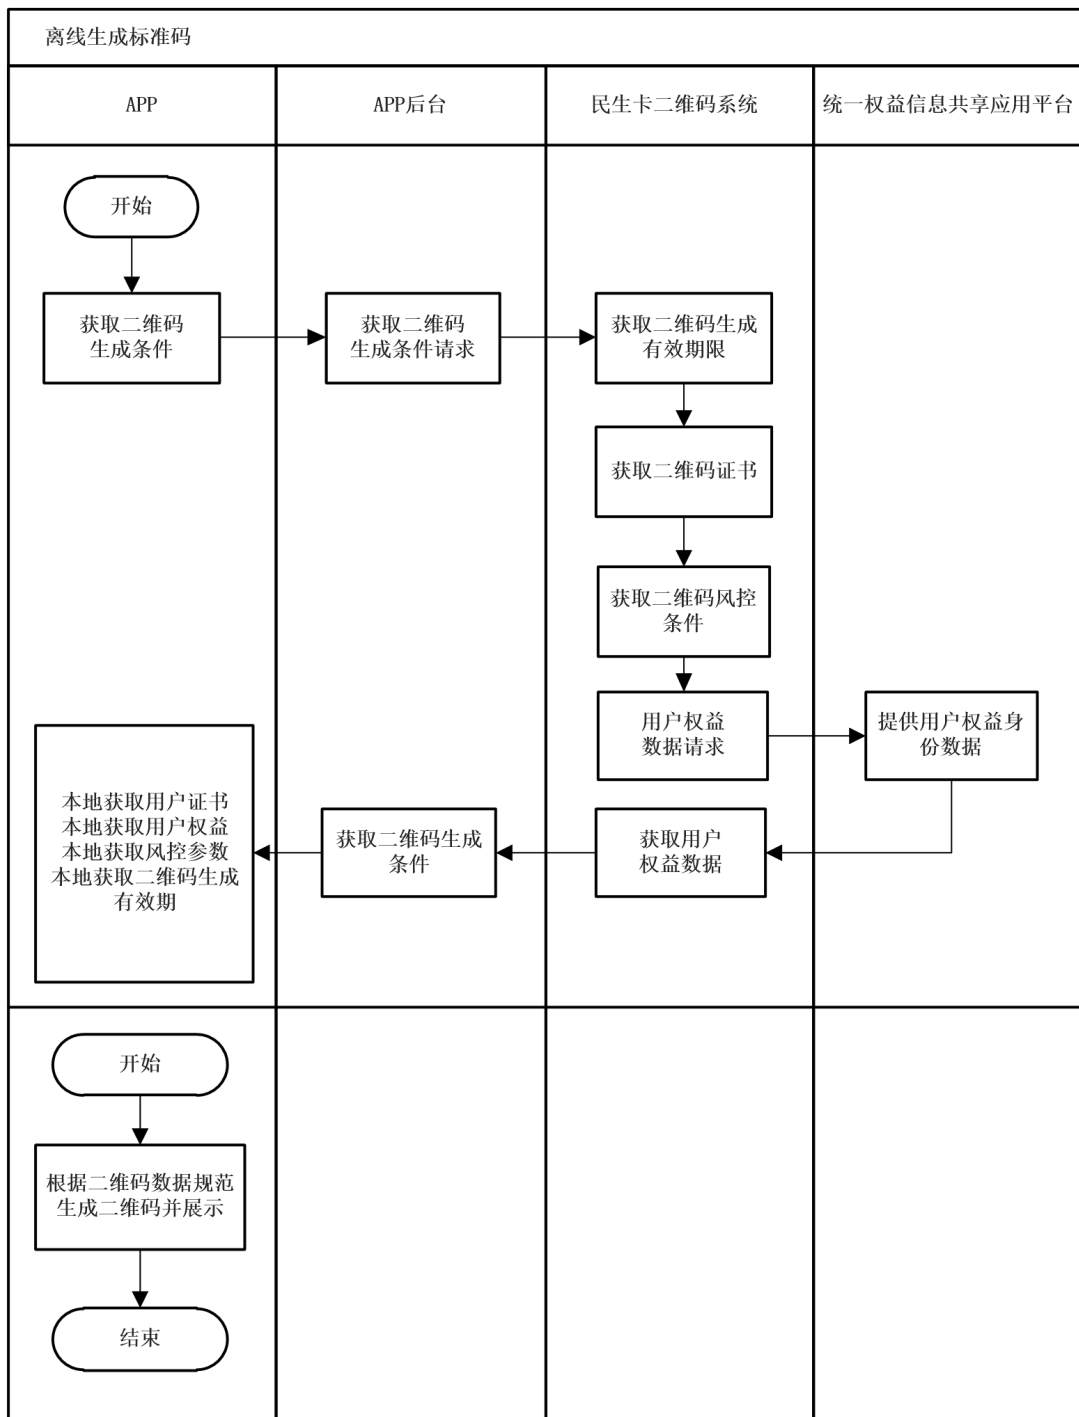 离线生成标准码
APP
APP后台
民生卡二维码系统
统一权益信息共享应用平台
开始
获取二维码
生成条件
获取二维码
生成条件请求
获取二维码生成
有效期限
获取二维码证书
获取二维码风控
条件
用户权益
数据请求
提供用户权益身
份数据
获取用户
权益数据
获取二维码生成
条件
本地获取用户证书
本地获取用户权益
本地获取风控参数
本地获取二维码生成
有效期
开始
根据二维码数据规范
生成二维码并展示
结束